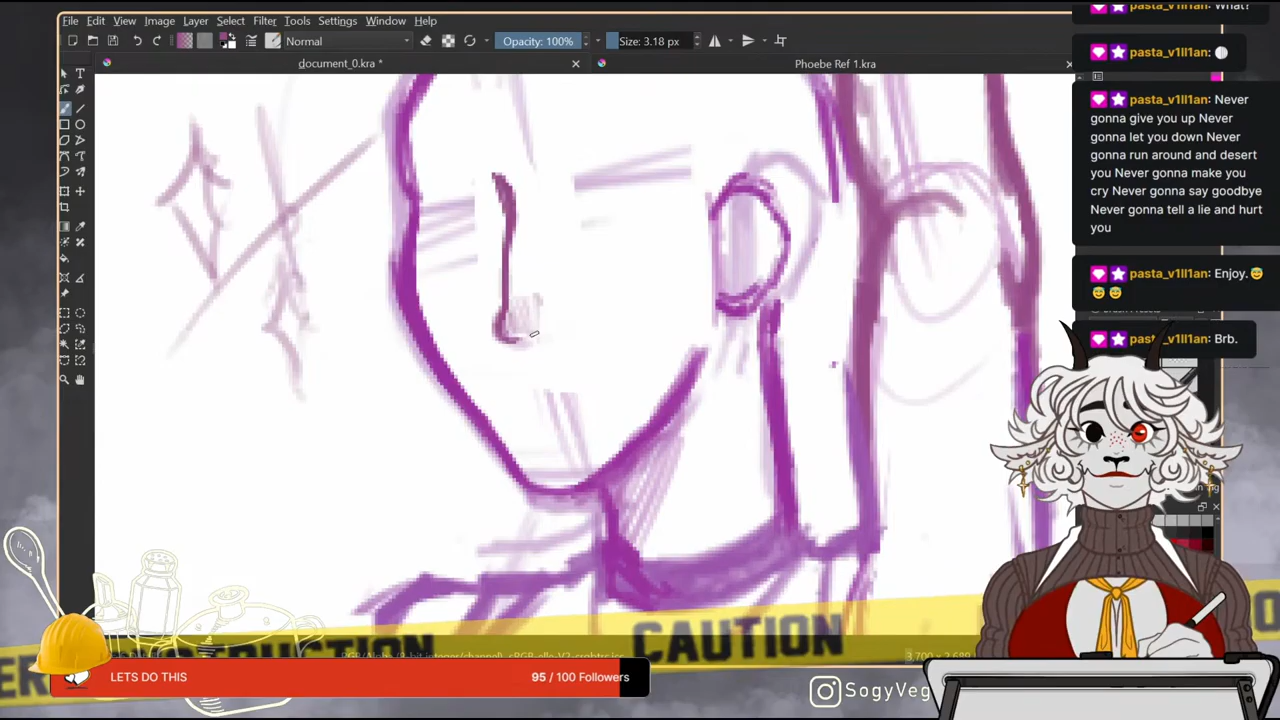 File Edit View Image Layer Select Filter Tools Settings Window Help
Normal
Opacity: 100%
Size: 3.18 px
document_0.kra *
Phoebe Ref 1.kra
pasta_v1ll1an: What?
pasta_v1ll1an:
pasta_v1ll1an: Never
gonna give you up Never
gonna let you down Never
gonna run around and desert
you Never gonna make you
cry Never gonna say goodbye
Never gonna tell a lie and hurt
you
pasta_v1ll1an: Enjoy.😅
😅😅
pasta_v1ll1an: Brb.
CAUTION
LETS DO THIS
95 / 100 Followers
SogyVeg